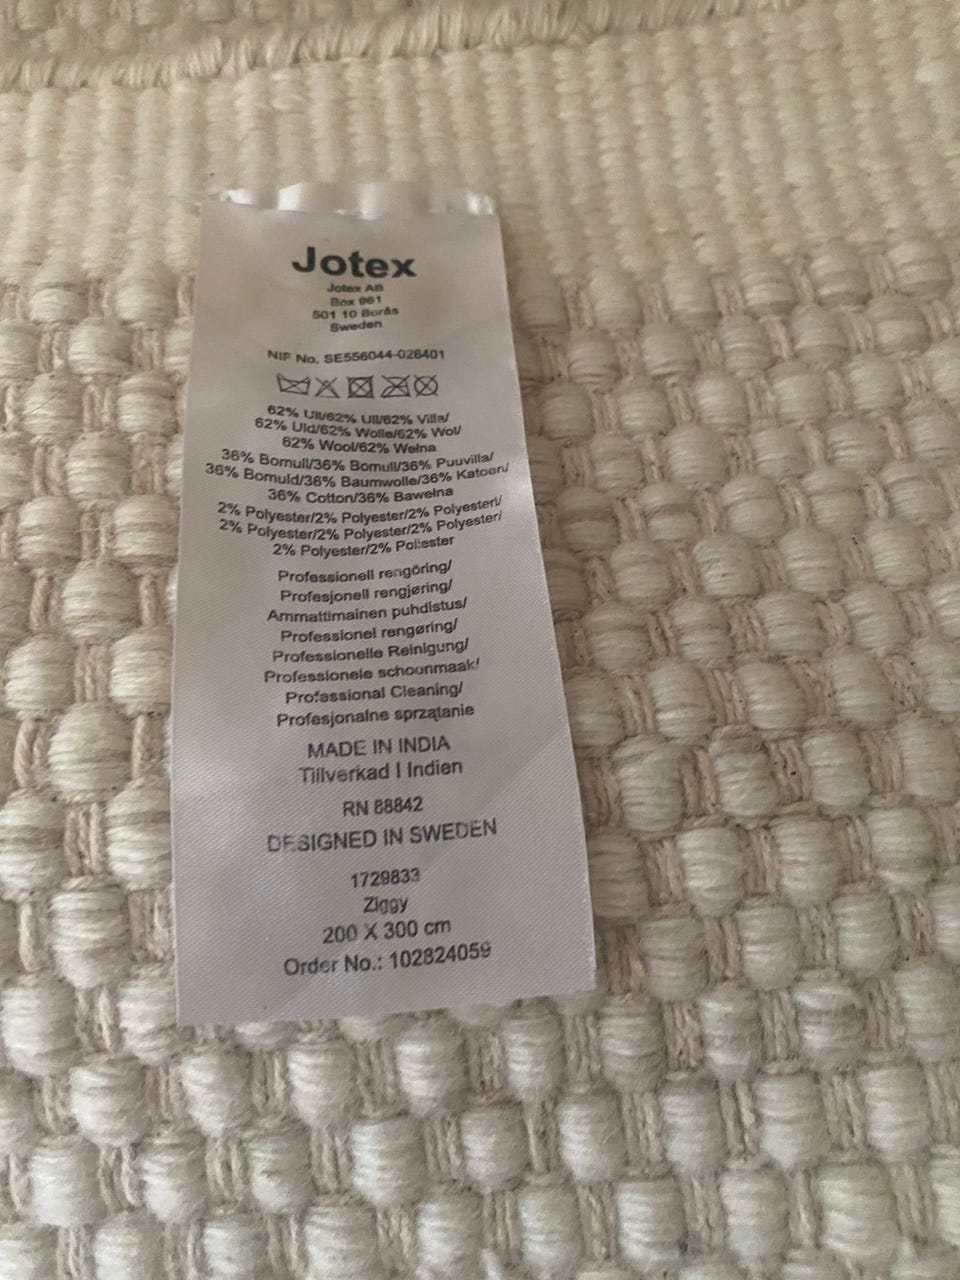 Jotex
Jotex AB
Box 961
501 10 Borås
Sweden
NIF No. SE556044-026401
62% Ull/62% Ull/62% Villa/
62% Uld/62% Wolle/62% Wol/
62% Wool/62% Wełna
36% Bomull/36% Bomull/36% Puuvilla/
36% Bomuld/36% Baumwolle/36% Katoen/
36% Cotton/36% Bawełna
2% Polyester/2% Polyester/2% Polyesteri/
2% Polyester/2% Polyester/2% Polyester/
2% Polyester/2% Poliester
Professionell rengöring/
Profesjonell rengjøring/
Ammattimainen puhdistus/
Professionel rengøring/
Professionelle Reinigung/
Professionele schoonmaak/
Professional Cleaning/
Profesjonalne sprzątanie
MADE IN INDIA
Tillverkad I Indien
RN 88842
DESIGNED IN SWEDEN
1729833
Ziggy
200 X 300 cm
Order No.: 102824059